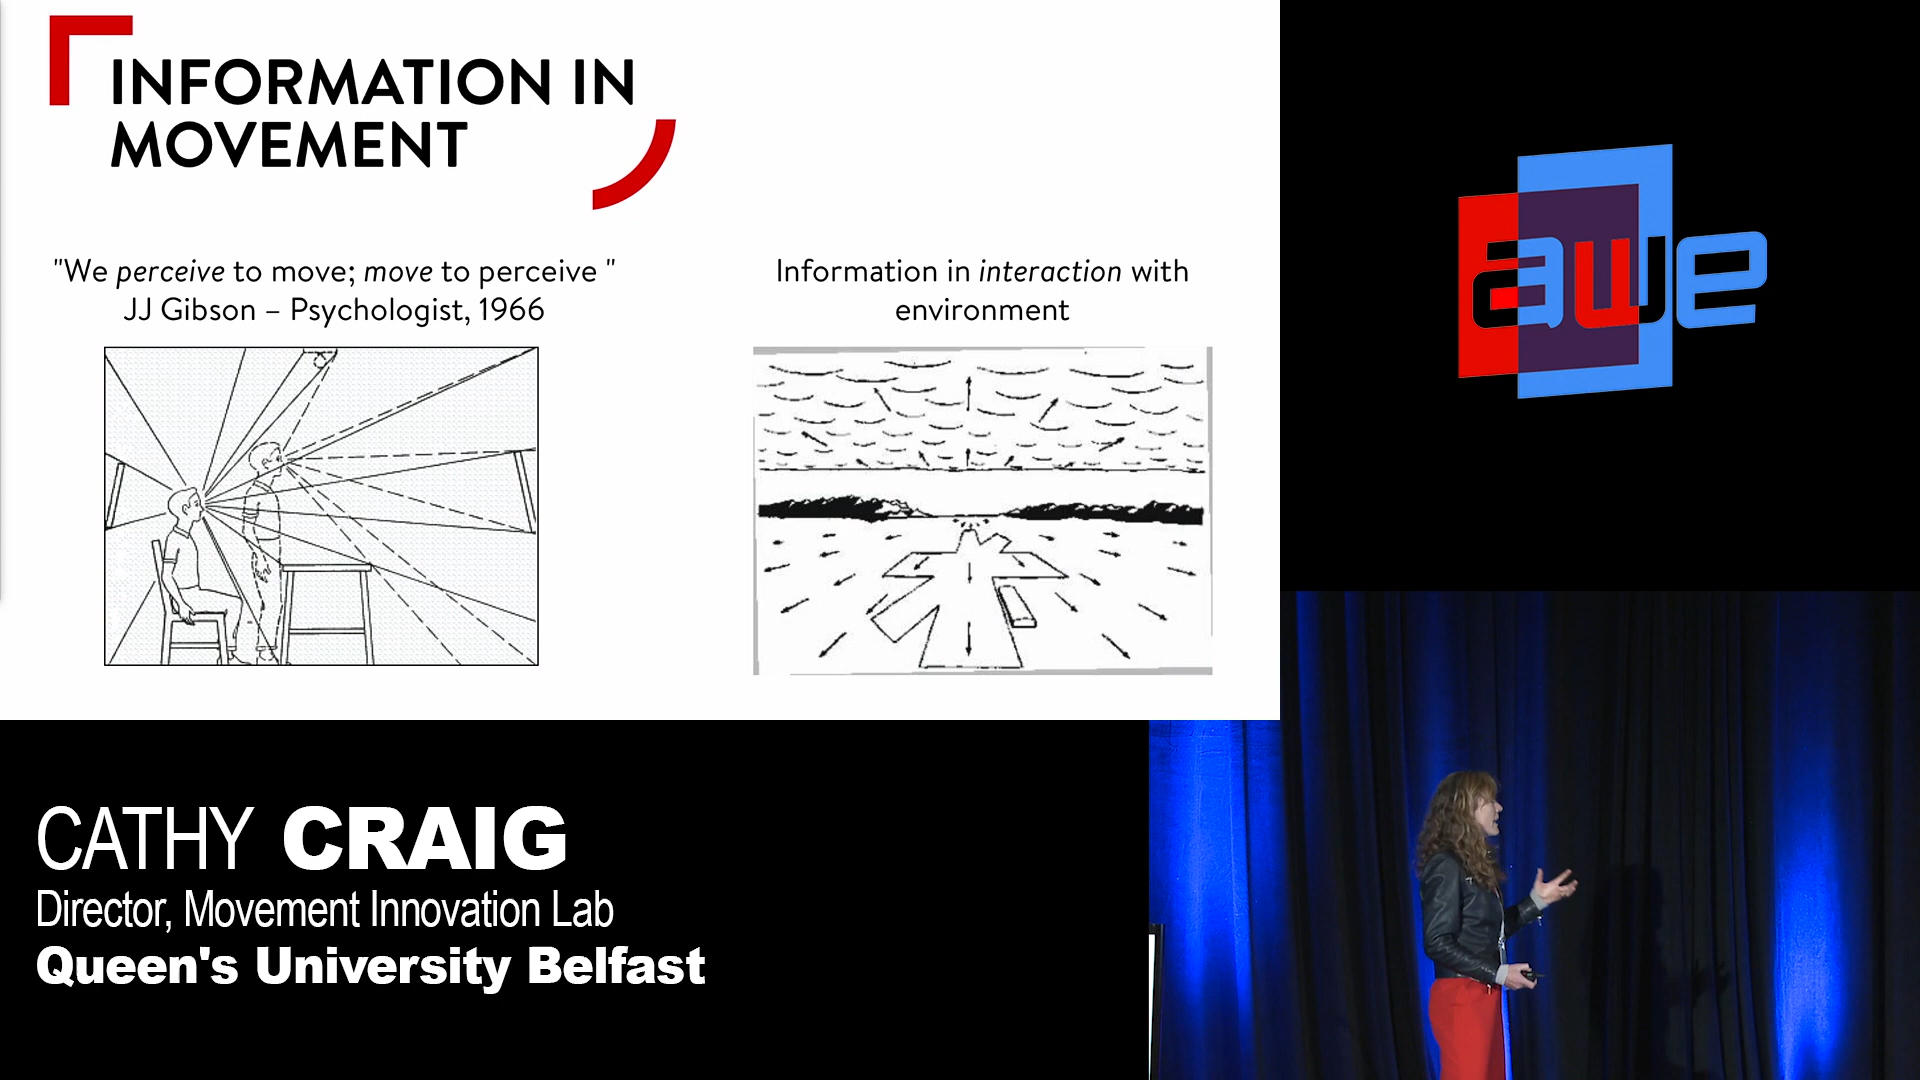 INFORMATION IN
MOVEMENT
"We perceive to move; move to perceive "
JJ Gibson – Psychologist, 1966
Information in interaction with
environment
awe
CATHY CRAIG
Director, Movement Innovation Lab
Queen's University Belfast